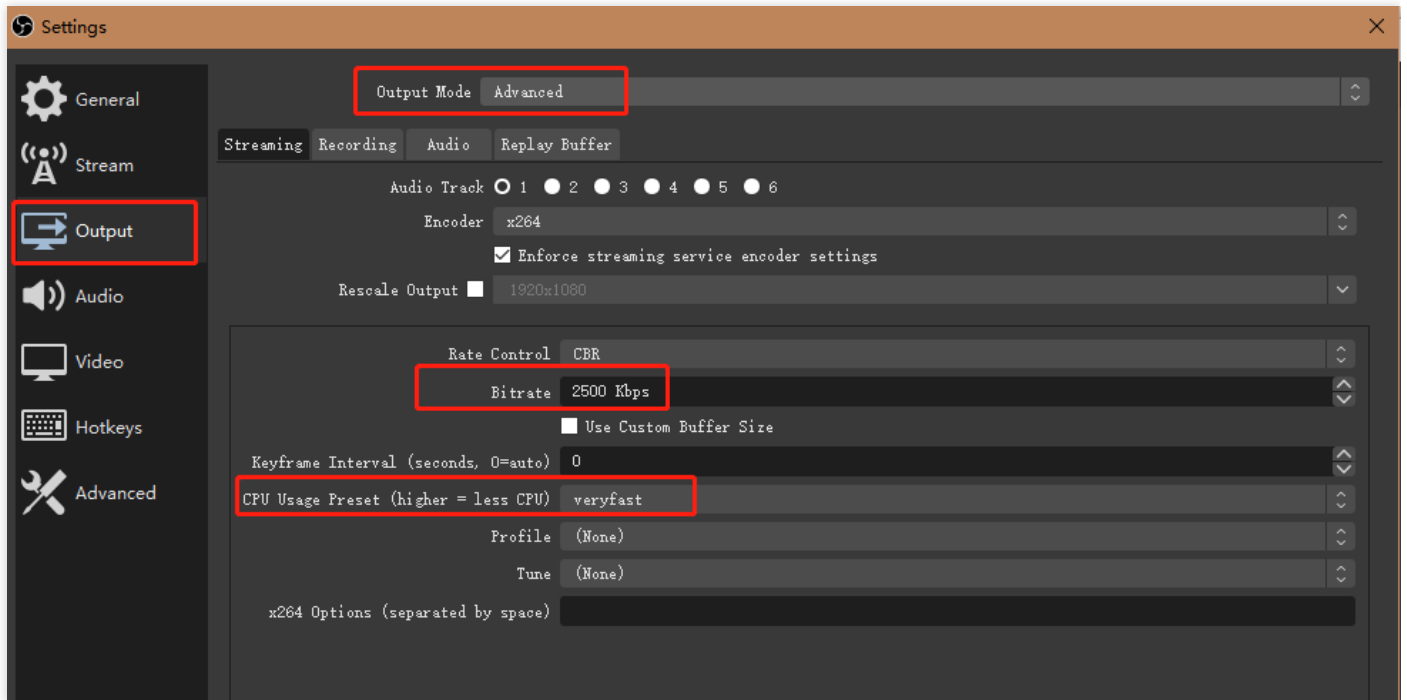 Settings
General
Stream
Output
Audio
Video
Hotkeys
Advanced
Output Mode Advanced
Streaming Recording Audio Replay Buffer
Audio Track 1 2 3 4 5 6
Encoder x264
Enforce streaming service encoder settings
Rescale Output 1920x1080
Rate Control CBR
Bitrate 2500 Kbps
Use Custom Buffer Size
Keyframe Interval (seconds, 0=auto) 0
CPU Usage Preset (higher = less CPU) veryfast
Profile (None)
Tune (None)
x264 Options (separated by space)